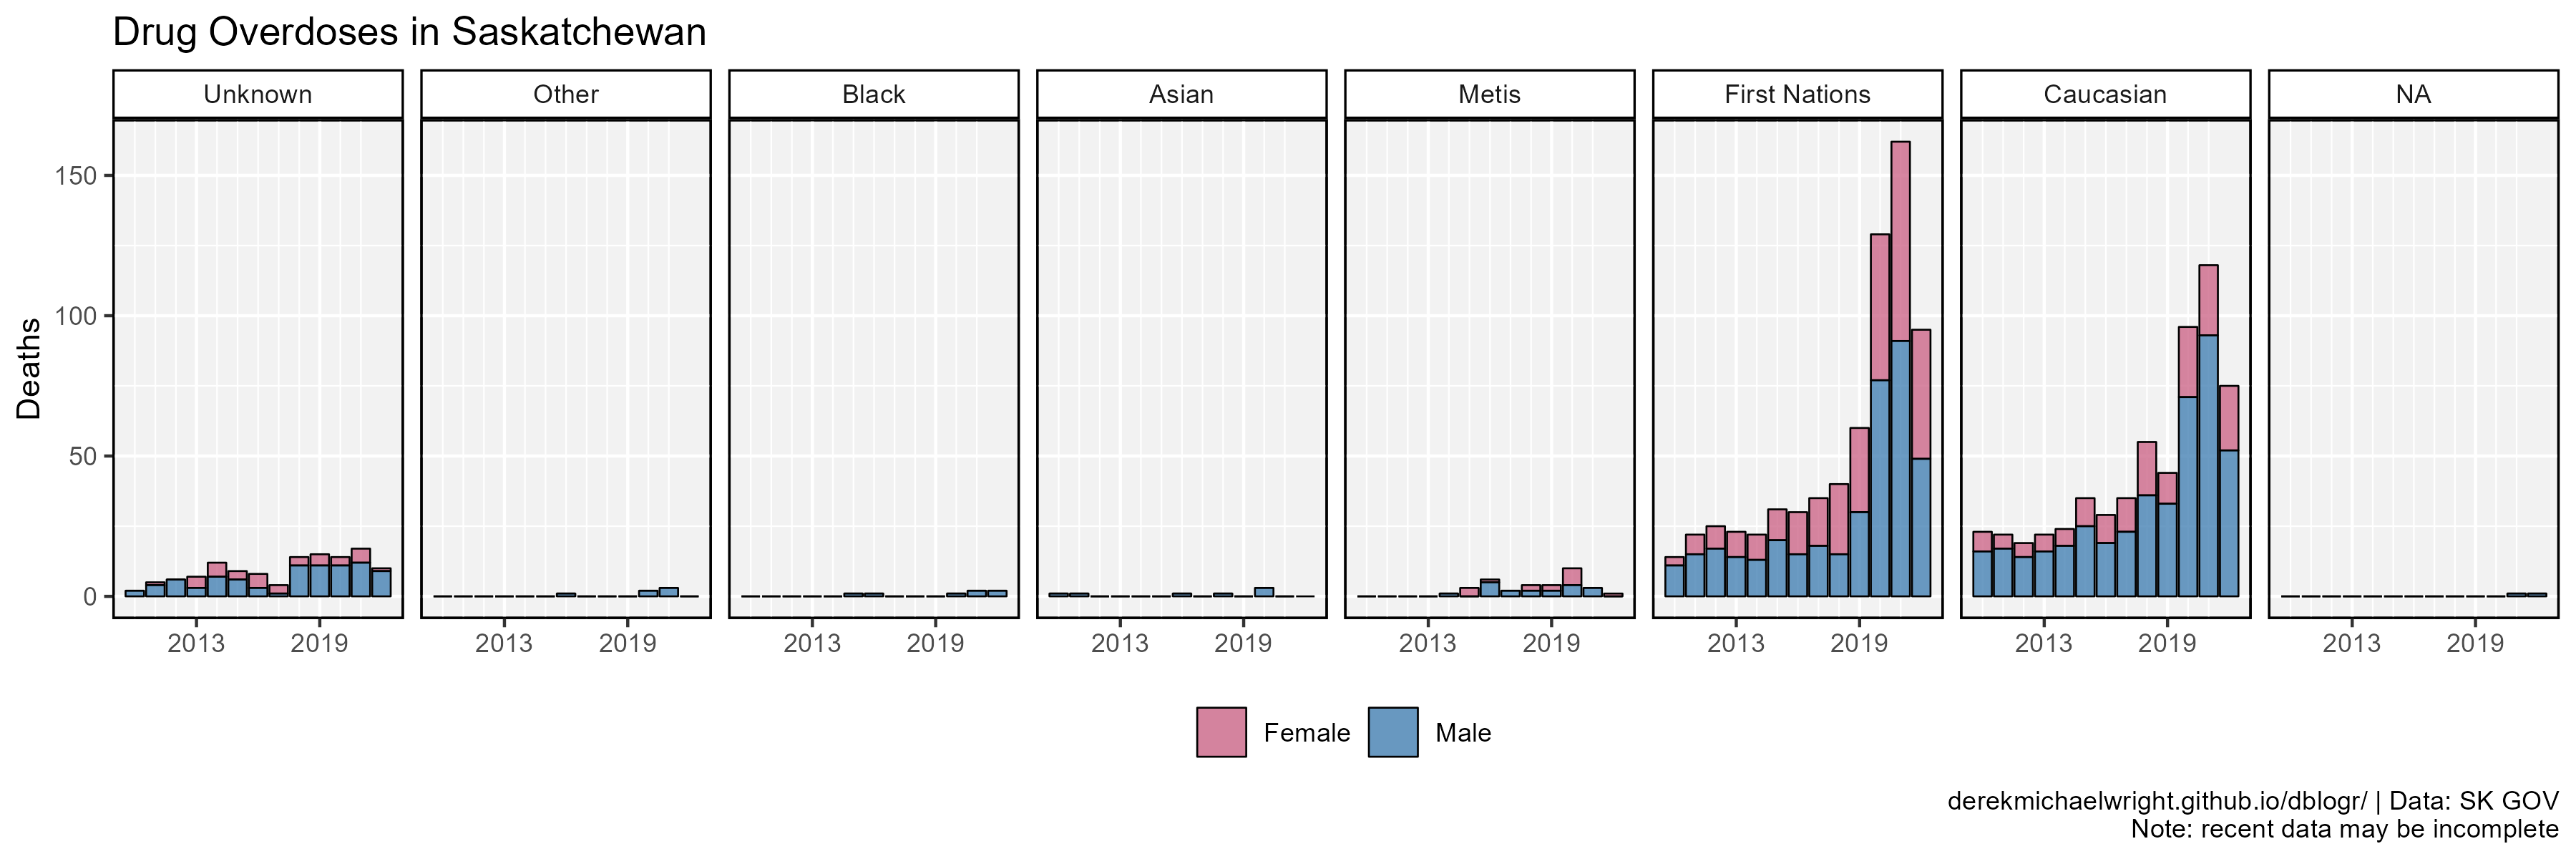 Drug Overdoses in Saskatchewan
Unknown Other Black Asian Metis First Nations Caucasian NA
Deaths
150
100
50
0
2013 2019 2013 2019 2013 2019 2013 2019 2013 2019 2013 2019 2013 2019 2013 2019
Female Male
derekmichaelwright.github.io/dblogr/ | Data: SK GOV
Note: recent data may be incomplete